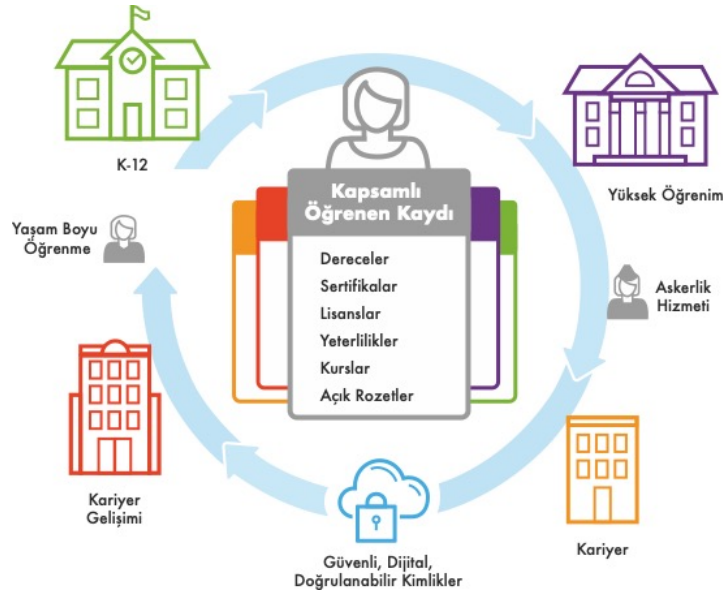 K-12
Yüksek Öğrenim
Yaşam Boyu
Öğrenme
Kapsamlı
Öğrenen Kaydı
Dereceler
Sertifikalar
Lisanslar
Yeterlilikler
Kurslar
Açık Rozetler
Askerlik
Hizmeti
Kariyer
Gelişimi
Güvenli, Dijital,
Doğrulanabilir Kimlikler
Kariyer